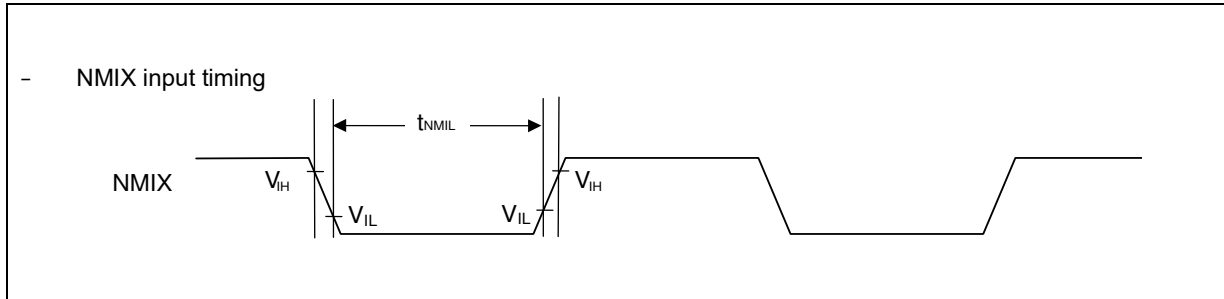 – NMIX input timing
tNMIL
NMIX
VIH
VIL
VIL
VIH